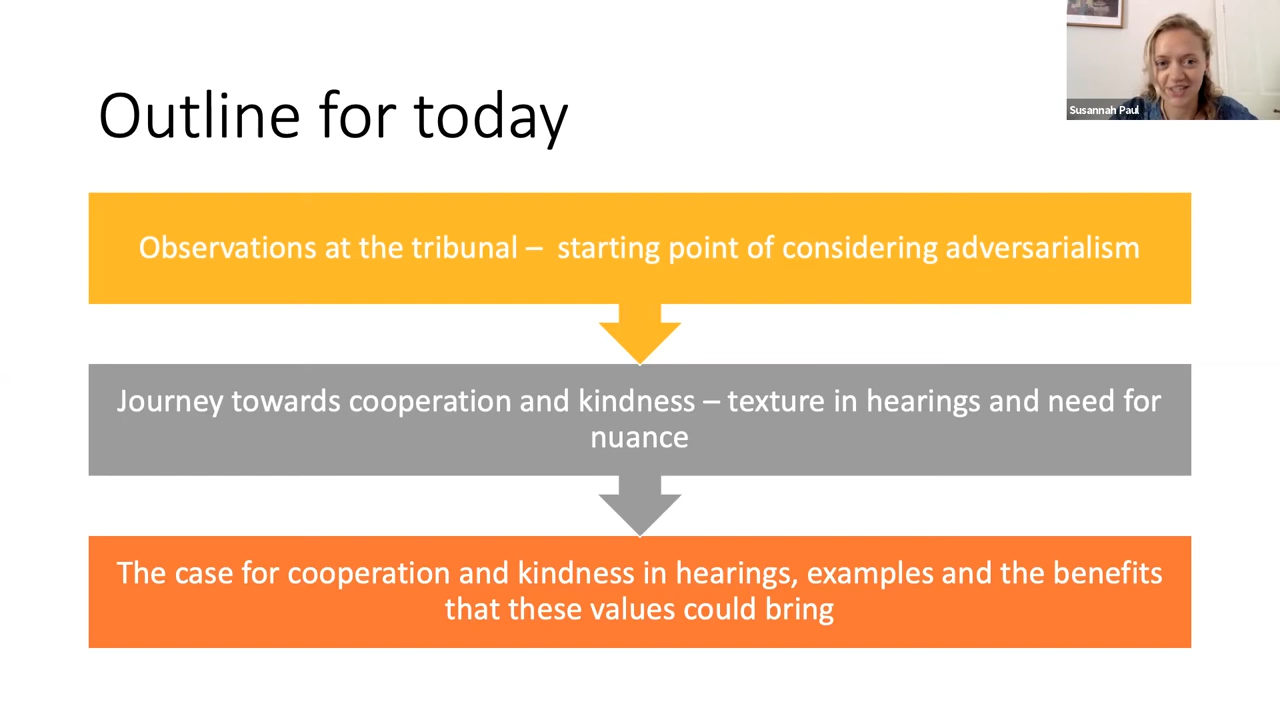 Outline for today
Susannah Paul
Observations at the tribunal –  starting point of considering adversarialism
Journey towards cooperation and kindness – texture in hearings and need for
nuance
The case for cooperation and kindness in hearings, examples and the benefits
that these values could bring